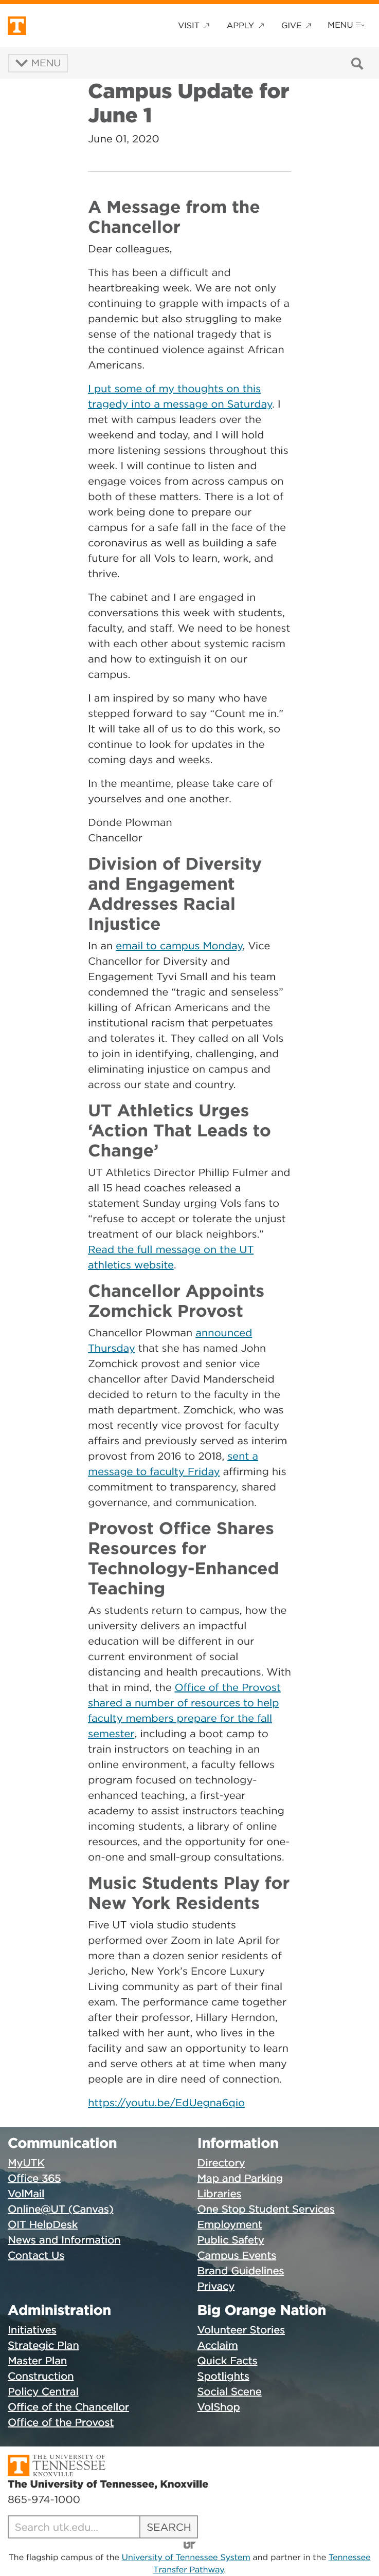 T
VISIT ↗ APPLY ↗ GIVE ↗ MENU
MENU
Campus Update for
June 1
June 01, 2020
A Message from the
Chancellor
Dear colleagues,
This has been a difficult and
heartbreaking week. We are not only
continuing to grapple with impacts of a
pandemic but also struggling to make
sense of the national tragedy that is
the continued violence against African
Americans.
I put some of my thoughts on this
tragedy into a message on Saturday. I
met with campus leaders over the
weekend and today, and I will hold
more listening sessions throughout this
week. I will continue to listen and
engage voices from across campus on
both of these matters. There is a lot of
work being done to prepare our
campus for a safe fall in the face of the
coronavirus as well as building a safe
future for all Vols to learn, work, and
thrive.
The cabinet and I are engaged in
conversations this week with students,
faculty, and staff. We need to be honest
with each other about systemic racism
and how to extinguish it on our
campus.
I am inspired by so many who have
stepped forward to say “Count me in.”
It will take all of us to do this work, so
continue to look for updates in the
coming days and weeks.
In the meantime, please take care of
yourselves and one another.
Donde Plowman
Chancellor
Division of Diversity
and Engagement
Addresses Racial
Injustice
In an email to campus Monday, Vice
Chancellor for Diversity and
Engagement Tyvi Small and his team
condemned the “tragic and senseless”
killing of African Americans and the
institutional racism that perpetuates
and tolerates it. They called on all Vols
to join in identifying, challenging, and
eliminating injustice on campus and
across our state and country.
UT Athletics Urges
‘Action That Leads to
Change’
UT Athletics Director Phillip Fulmer and
all 15 head coaches released a
statement Sunday urging Vols fans to
“refuse to accept or tolerate the unjust
treatment of our black neighbors.”
Read the full message on the UT
athletics website.
Chancellor Appoints
Zomchick Provost
Chancellor Plowman announced
Thursday that she has named John
Zomchick provost and senior vice
chancellor after David Manderscheid
decided to return to the faculty in the
math department. Zomchick, who was
most recently vice provost for faculty
affairs and previously served as interim
provost from 2016 to 2018, sent a
message to faculty Friday affirming his
commitment to transparency, shared
governance, and communication.
Provost Office Shares
Resources for
Technology-Enhanced
Teaching
As students return to campus, how the
university delivers an impactful
education will be different in our
current environment of social
distancing and health precautions. With
that in mind, the Office of the Provost
shared a number of resources to help
faculty members prepare for the fall
semester, including a boot camp to
train instructors on teaching in an
online environment, a faculty fellows
program focused on technology-
enhanced teaching, a first-year
academy to assist instructors teaching
incoming students, a library of online
resources, and the opportunity for one-
on-one and small-group consultations.
Music Students Play for
New York Residents
Five UT viola studio students
performed over Zoom in late April for
more than a dozen senior residents of
Jericho, New York’s Encore Luxury
Living community as part of their final
exam. The performance came together
after their professor, Hillary Herndon,
talked with her aunt, who lives in the
facility and saw an opportunity to learn
and serve others at at time when many
people are in dire need of connection.
https://youtu.be/EdUegna6qio
Communication
MyUTK
Office 365
VolMail
Online@UT (Canvas)
OIT HelpDesk
News and Information
Contact Us
Information
Directory
Map and Parking
Libraries
One Stop Student Services
Employment
Public Safety
Campus Events
Brand Guidelines
Privacy
Administration
Initiatives
Strategic Plan
Master Plan
Construction
Policy Central
Office of the Chancellor
Office of the Provost
Big Orange Nation
Volunteer Stories
Acclaim
Quick Facts
Spotlights
Social Scene
VolShop
T THE UNIVERSITY OF
TENNESSEE
KNOXVILLE
The University of Tennessee, Knoxville
865-974-1000
Search utk.edu... SEARCH
UT
The flagship campus of the University of Tennessee System and partner in the Tennessee
Transfer Pathway.